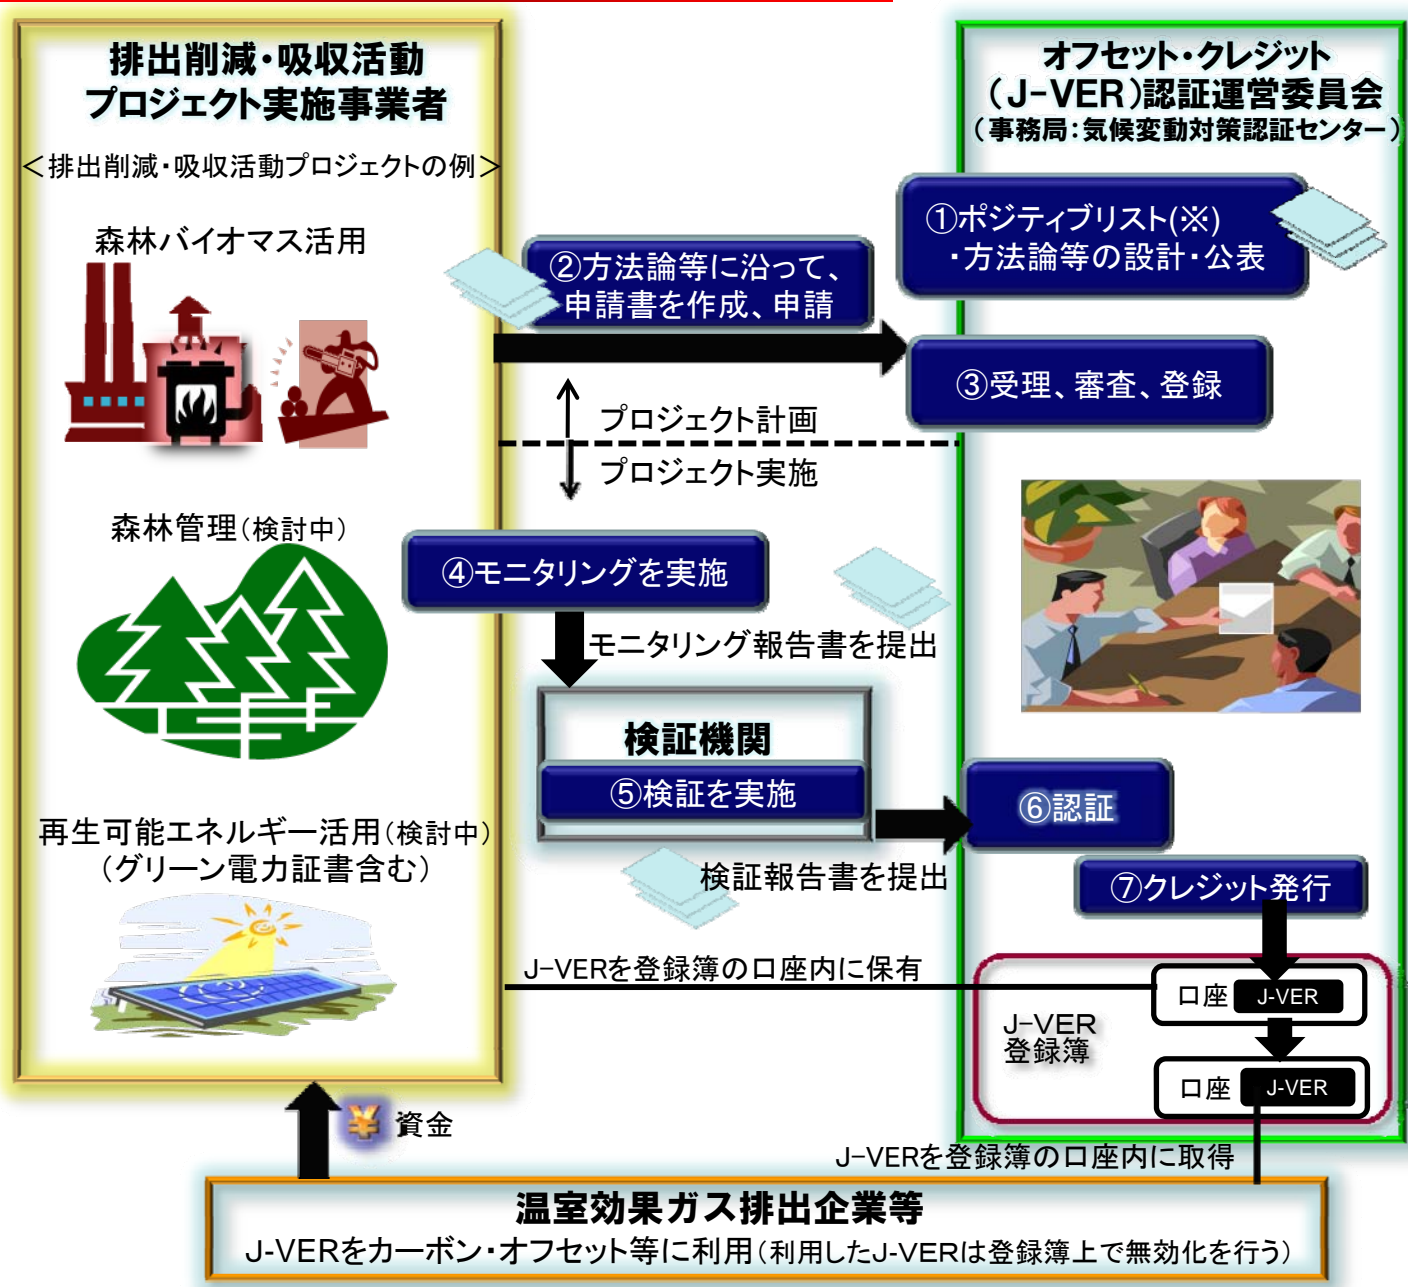 排出削減・吸収活動
プロジェクト実施事業者
＜排出削減・吸収活動プロジェクトの例＞
森林バイオマス活用
森林管理(検討中)
再生可能エネルギー活用(検討中)
(グリーン電力証書含む)
オフセット・クレジット
(J-VER)認証運営委員会
(事務局：気候変動対策認証センター)
①ポジティブリスト(※)
・方法論等の設計・公表
②方法論等に沿って、
申請書を作成、申請
③受理、審査、登録
プロジェクト計画
プロジェクト実施
④モニタリングを実施
モニタリング報告書を提出
検証機関
⑤検証を実施
検証報告書を提出
⑥認証
⑦クレジット発行
J-VERを登録簿の口座内に保有
口座 J-VER
J-VER
登録簿
口座 J-VER
¥ 資金
J-VERを登録簿の口座内に取得
温室効果ガス排出企業等
J-VERをカーボン・オフセット等に利用(利用したJ-VERは登録簿上で無効化を行う)